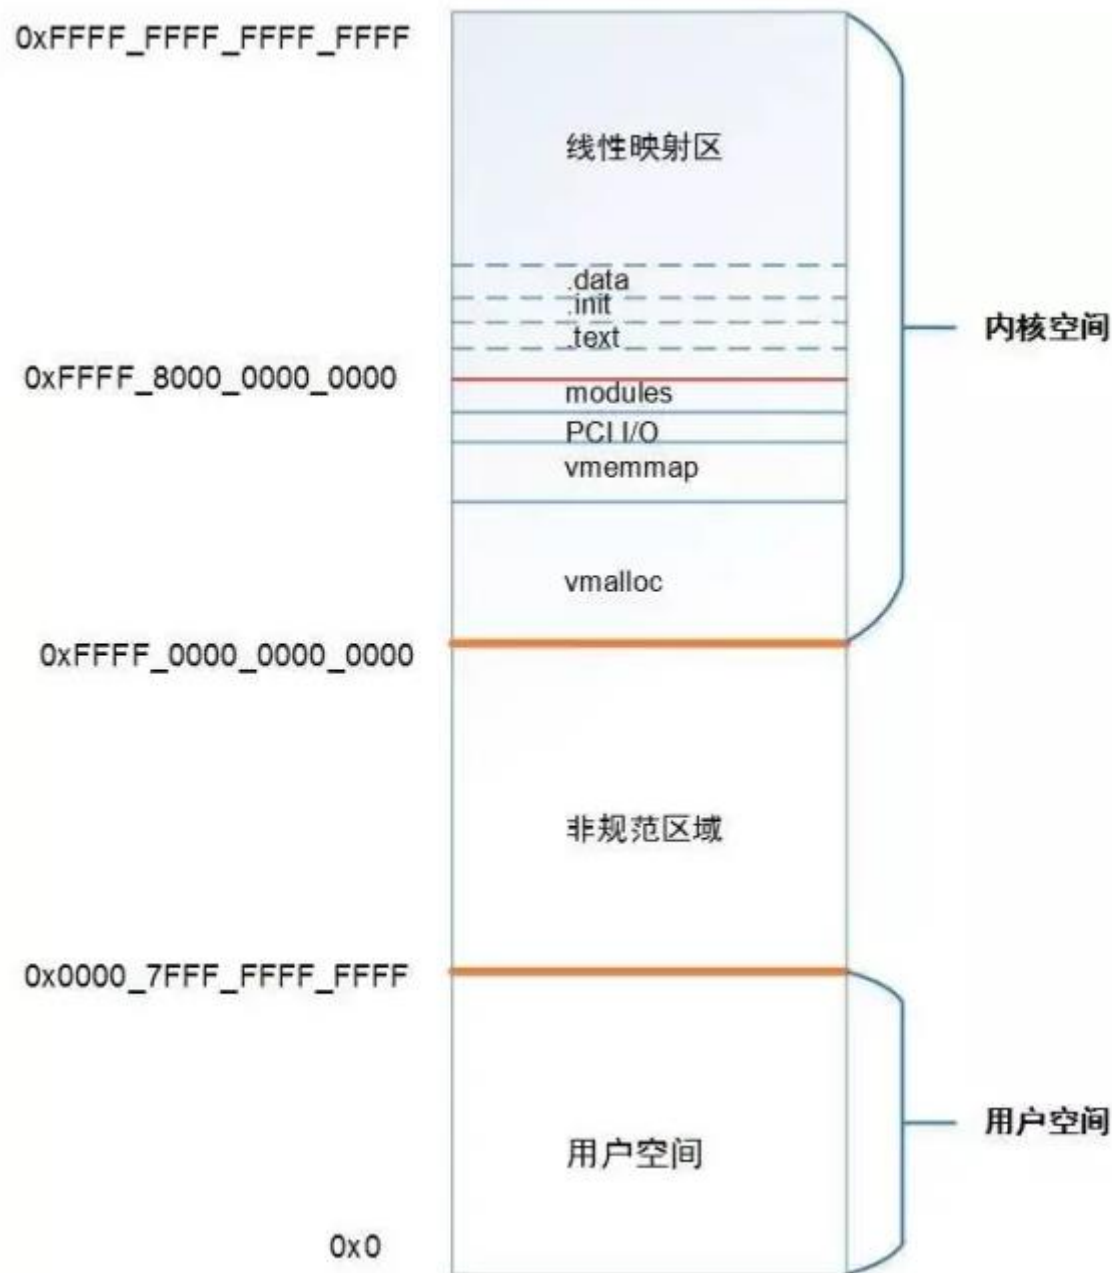 0xFFFF_FFFF_FFFF_FFFF
线性映射区
.data
.init
.text
内核空间
0xFFFF_8000_0000_0000
modules
PCI I/O
vmemmap
vmalloc
0xFFFF_0000_0000_0000
非规范区域
0x0000_7FFF_FFFF_FFFF
用户空间
用户空间
0x0